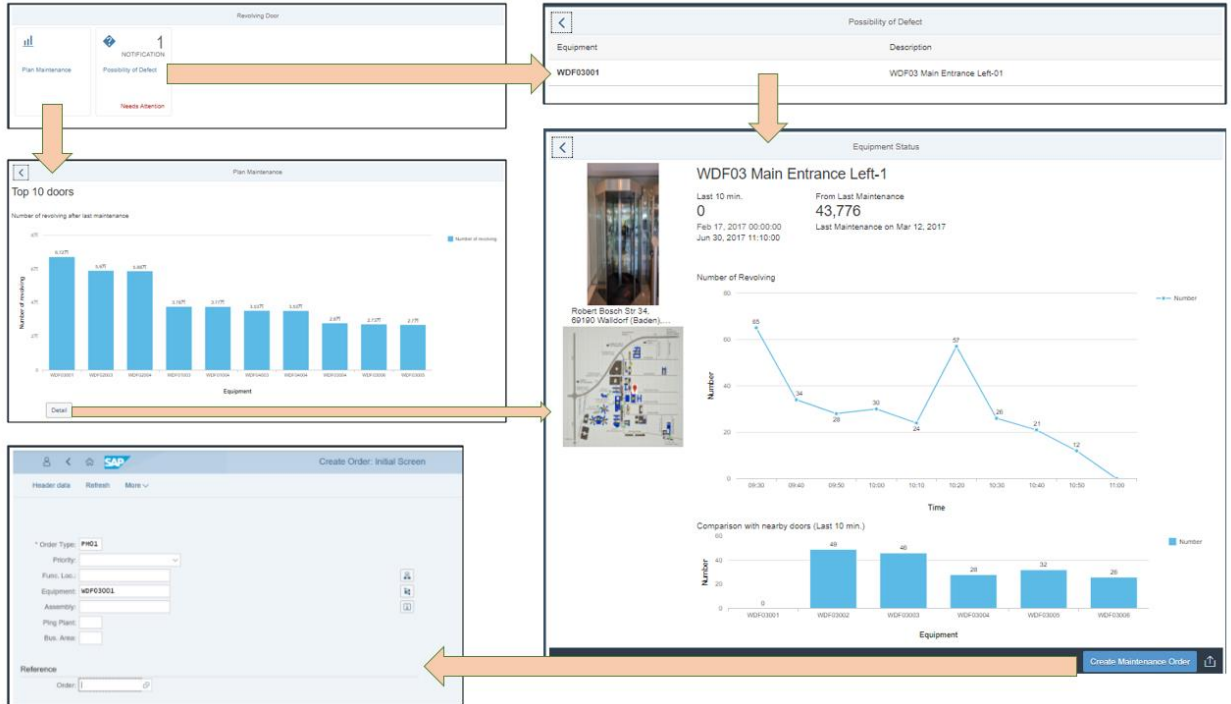 Revolving Door
Plan Maintenance
1
NOTIFICATION
Possibility of Defect
Needs Attention
Possibility of Defect
Equipment
Description
WDF03001
WDF03 Main Entrance Left-01
Plan Maintenance
Top 10 doors
Number of revolving after last maintenance
Number of revolving
Number of revolving
WDF03001
Equipment
Detail
Equipment Status
WDF03 Main Entrance Left-1
Last 10 min.
0
Feb 17, 2017 00:00:00
Jun 30, 2017 11:10:00
From Last Maintenance
43,776
Last Maintenance on Mar 12, 2017
Robert Bosch Str 34,
69190 Walldorf (Baden),...
Number of Revolving
Number
80
60
40
20
0
65
34
28
30
24
57
26
21
12
09:30
09:40
09:50
10:00
10:10
10:20
10:30
10:40
10:50
11:00
Time
Number
Comparison with nearby doors (Last 10 min.)
Number
60
40
20
0
0
49
46
28
32
26
WDF03001
WDF03002
WDF03003
WDF03004
WDF03005
WDF03006
Equipment
Number
Create Maintenance Order
SAP
Create Order: Initial Screen
Header data
Refresh
More
* Order Type: PM01
Priority:
Func. Loc.:
Equipment: WDF03001
Assembly:
Plng Plant:
Bus. Area:
Reference
Order: